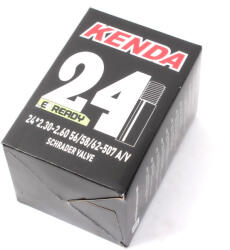 KENDA
24
E READY
24*2.30-2.60 56/58/62-507 A/V
SCHRADER VALVE